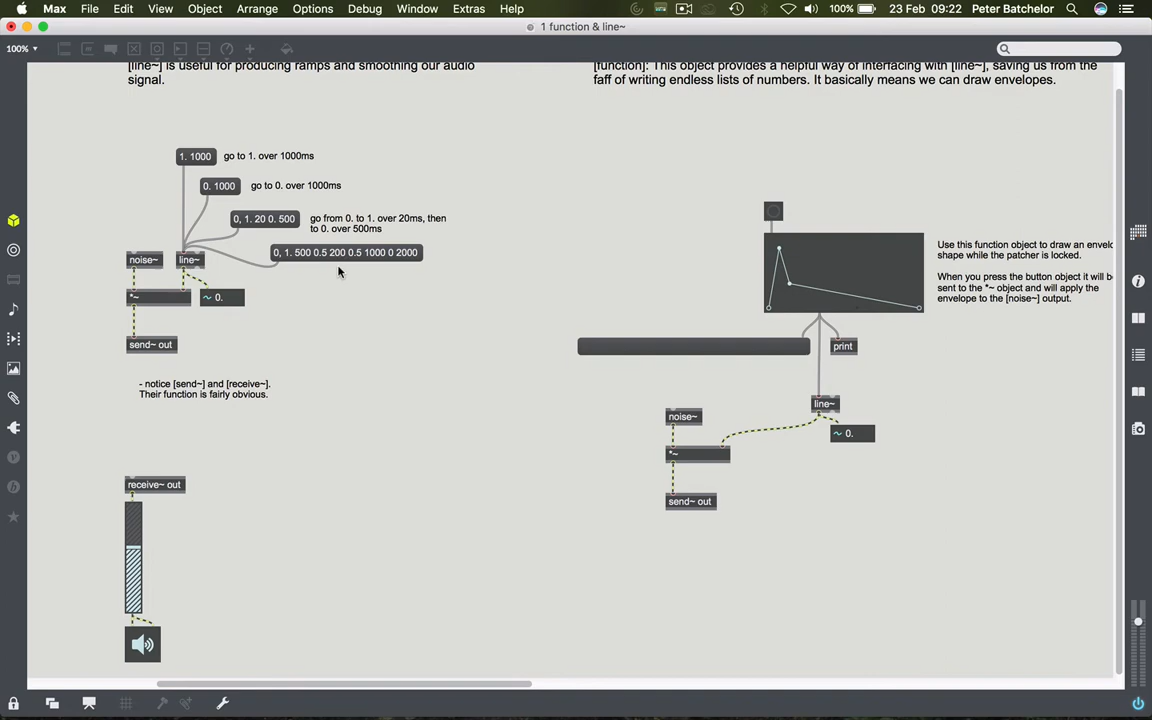 Max File Edit View Object Arrange Options Debug Window Extras Help 100% 23 Feb 09:22 Peter Batchelor
1 function & line~
100%
[line~] is useful for producing ramps and smoothing our audio
signal.
[function]: This object provides a helpful way of interfacing with [line~], saving us from the
faff of writing endless lists of numbers. It basically means we can draw envelopes.
1. 1000 go to 1. over 1000ms
0. 1000 go to 0. over 1000ms
0, 1. 20 0. 500 go from 0. to 1. over 20ms, then
to 0. over 500ms
0, 1. 500 0.5 200 0.5 1000 0 2000
noise~ line~
*~ ~ 0.
send~ out
- notice [send~] and [receive~].
Their function is fairly obvious.
receive~ out
Use this function object to draw an envelo
shape while the patcher is locked.
When you press the button object it will b
sent to the *~ object and will apply the
envelope to the [noise~] output.
print
line~
noise~
~ 0.
*~
send~ out